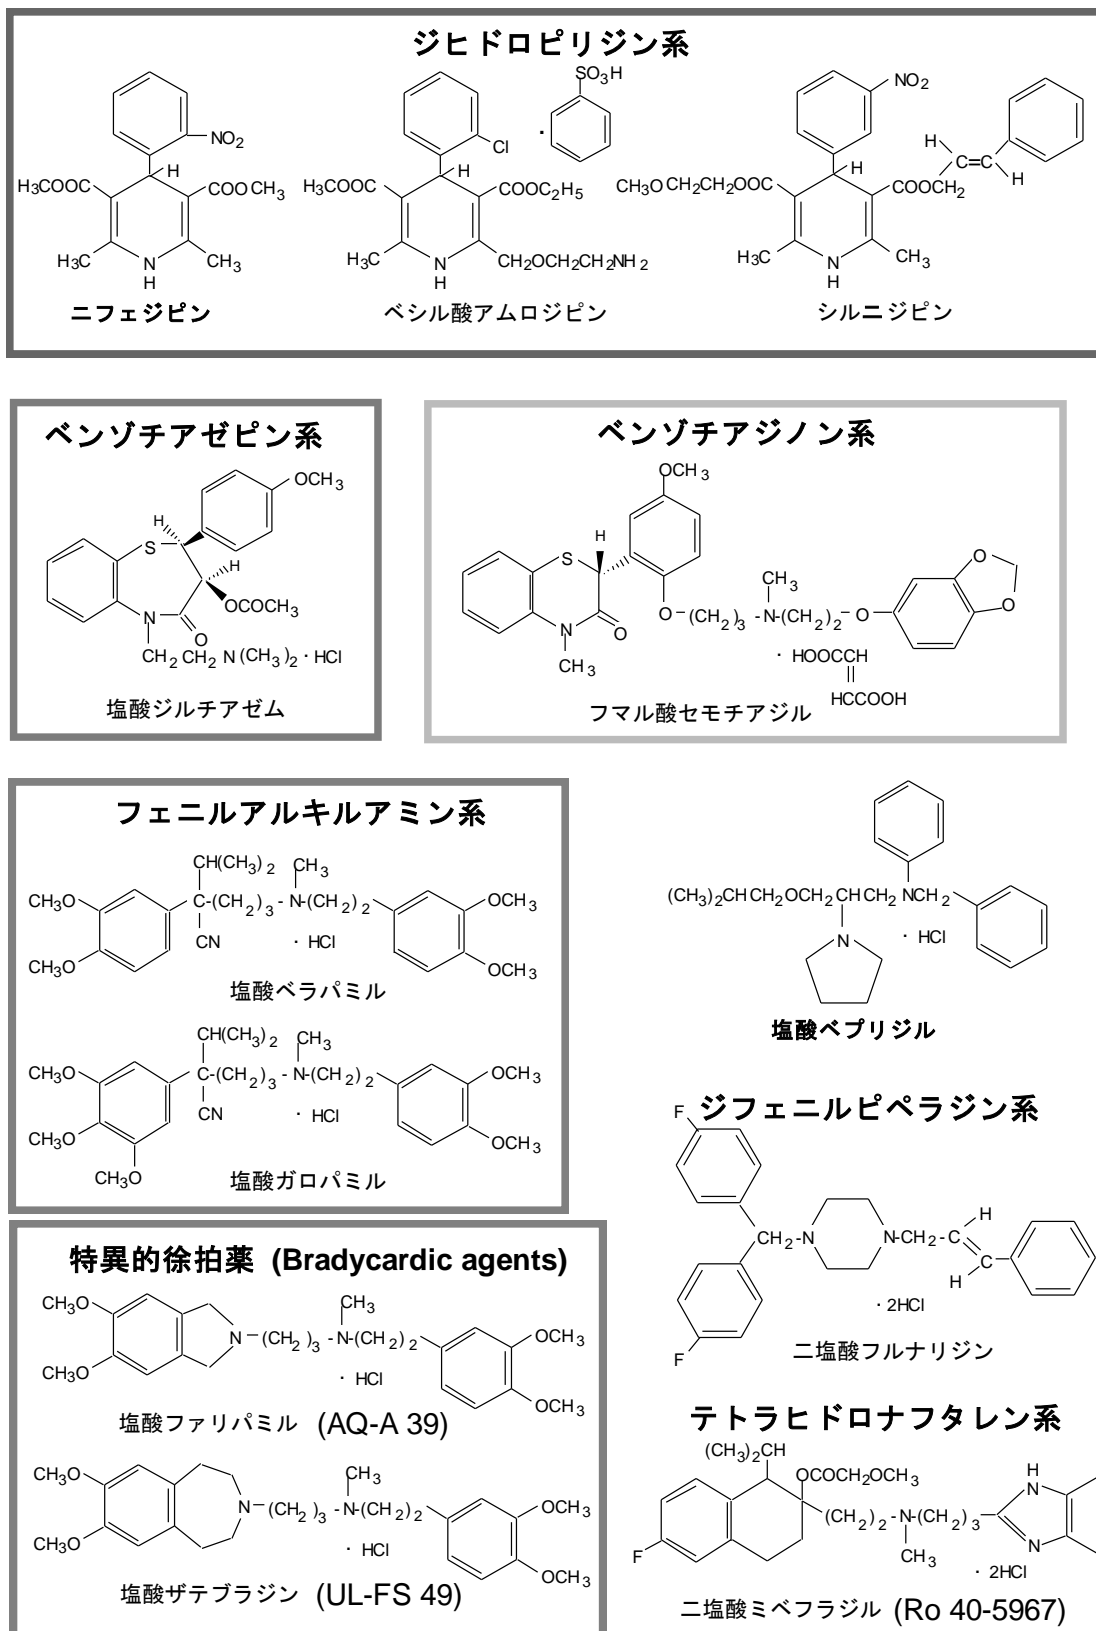 ジヒドロピリジン系
NO2
H
H3COOC
COOCH3
H3C
N
H
CH3
ニフェジピン
SO3H
・
Cl
H
H3COOC
COOC2H5
H3C
N
H
CH2OCH2CH2NH2
ベシル酸アムロジピン
NO2
H
C=C
H
H
CH3OCH2CH2OOC
COOCH2
H3C
N
H
CH3
シルニジピン
ベンゾチアゼピン系
OCH3
H
S
H
OCOCH3
N
O
CH2CH2N(CH3)2・HCl
塩酸ジルチアゼム
ベンゾチアジノン系
OCH3
H
S
N
O
CH3
O-(CH2)3-N-(CH2)2-O
CH3
O
O
・HOOCCH
HCCOOH
フマル酸セモチアジル
フェニルアルキルアミン系
CH(CH3)2
CH3
CH3O
C-(CH2)3-N-(CH2)2
OCH3
CH3O
CN
・HCl
OCH3
塩酸ベラパミル
CH(CH3)2
CH3
CH3O
C-(CH2)3-N-(CH2)2
OCH3
CH3O
CN
・HCl
OCH3
CH3O
塩酸ガロパミル
(CH3)2CHCH2OCH2CHCH2NCH2
N
・HCl
塩酸ベプリジル
ジフェニルピペラジン系
F
CH2-N
N-CH2-C
H
C
H
F
・2HCl
二塩酸フルナリジン
特異的徐拍薬 (Bradycardic agents)
CH3O
CH3
N-(CH2)3-N-(CH2)2
OCH3
CH3O
・HCl
OCH3
塩酸ファリパミル (AQ-A 39)
CH3O
CH3
N-(CH2)3-N-(CH2)2
OCH3
CH3O
・HCl
OCH3
塩酸ザテブラジン (UL-FS 49)
テトラヒドロナフタレン系
(CH3)2CH
OCOCH2OCH3
H
N
(CH2)2-N-(CH2)3
F
CH3
N
・2HCl
二塩酸ミベフラジル (Ro 40-5967)